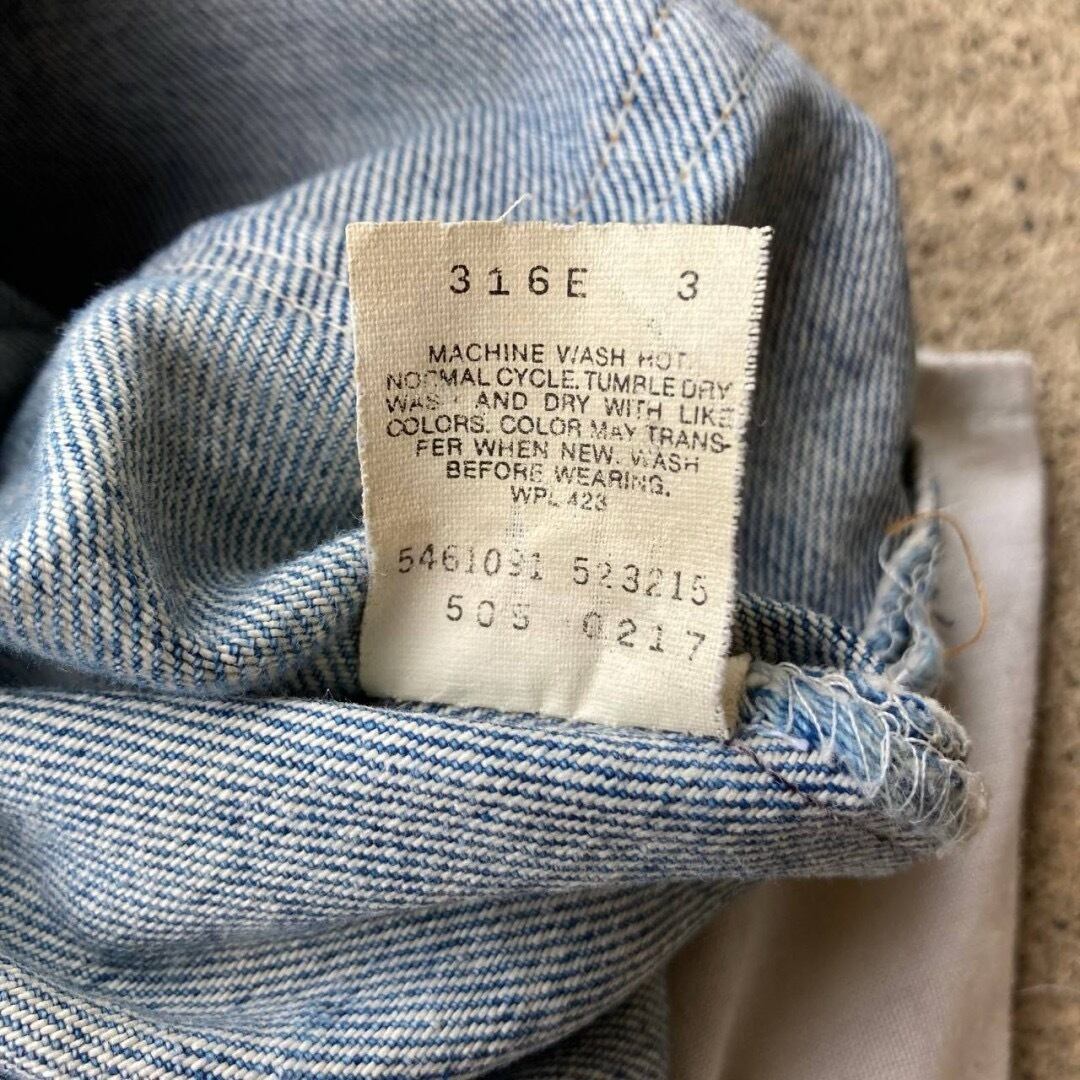 316E 3
MACHINE WASH HOT.
NORMAL CYCLE. TUMBLE DRY
WASH AND DRY WITH LIKE
COLORS. COLOR MAY TRANS-
FER WHEN NEW. WASH
BEFORE WEARING.
WPL 423
5461091 523215
505 0217